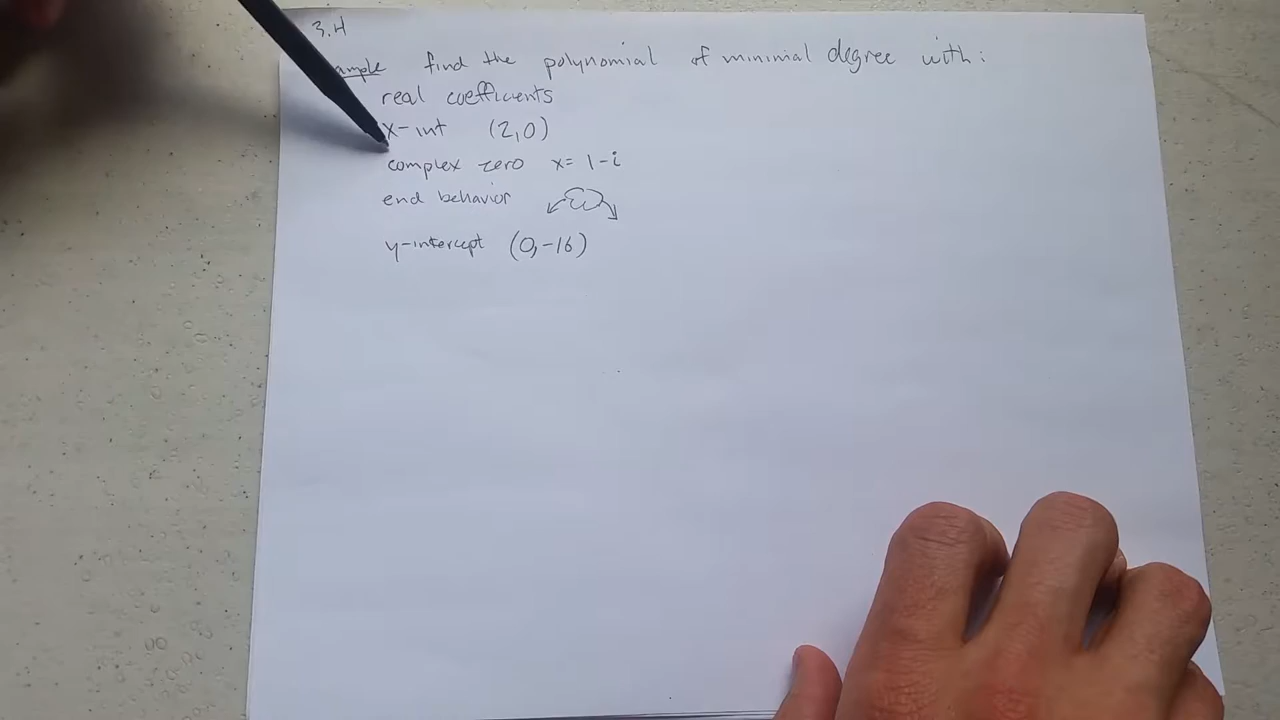 3.4
ample find the polynomial of minimal degree with:
real coefficients
x-int (2,0)
complex zero x= 1-i
end behavior
y-intercept (0,-16)